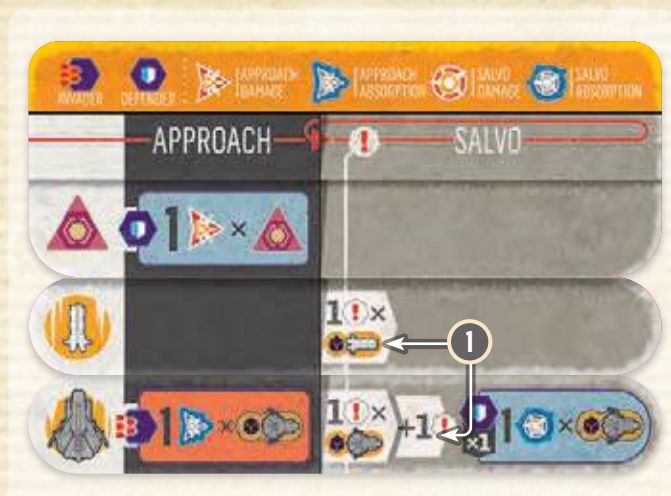 INVADER
DEFENDER
APPROACH DAMAGE
APPROACH ABSORPTION
SALVO DAMAGE
SALVO ABSORPTION
APPROACH
SALVO
1 ×
1!×
1
1 ×
1!×
+1!
×1
1 ×